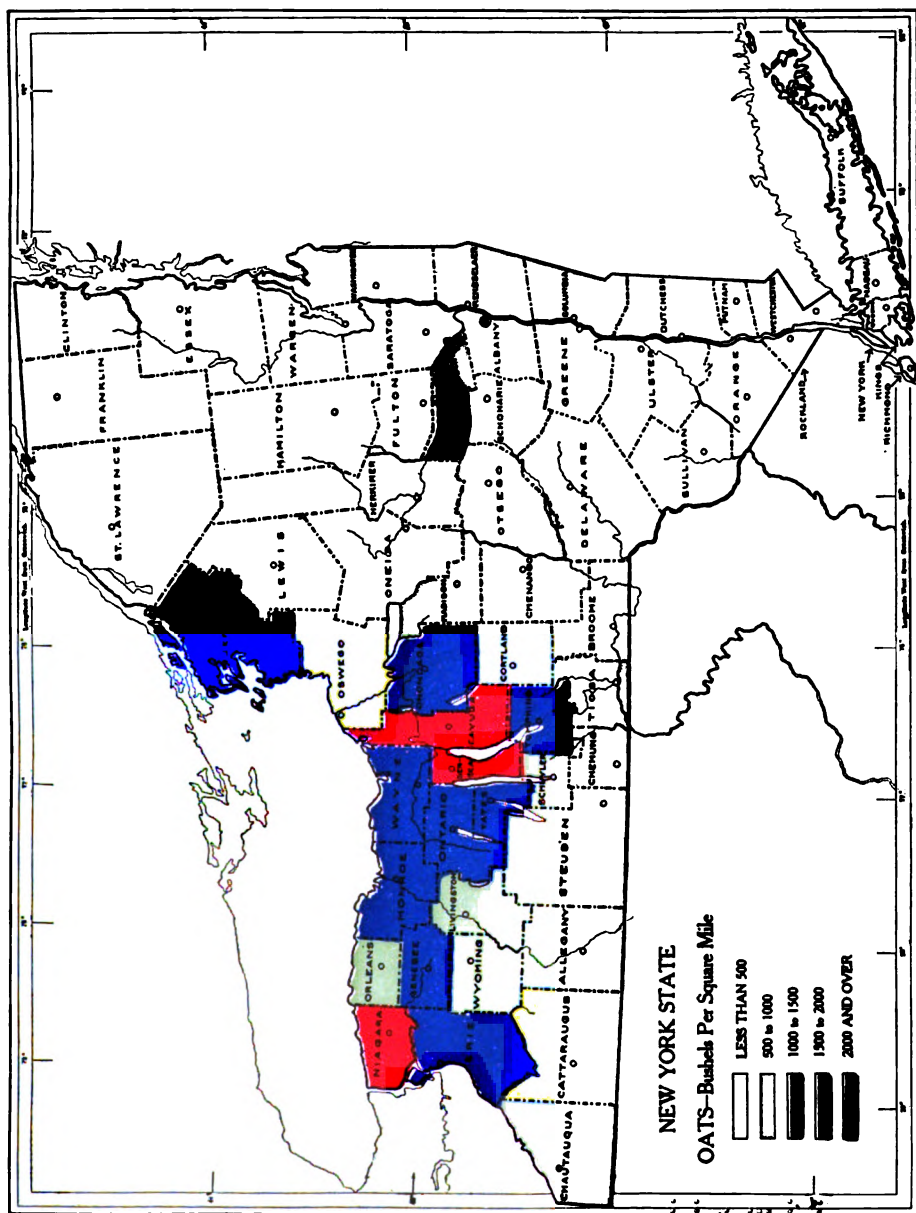 CLINTON
FRANKLIN
ESSEX
ST. LAWRENCE
WARREN
HAMILTON
LEWIS
SARATOGA
FULTON
HERKIMER
ONEIDA
OSWEGO
ALBANY
SCHOHARIE
OTSEGO
MADISON
CHENANGO
CORTLAND
CAYUGA
WAYNE
ONTARIO
YATES
MONROE
LIVINGSTON
ORLEANS
GENESEE
WYOMING
NIAGARA
ERIE
GREENE
DELAWARE
BROOME
TIOGA
CHEMUNG
SCHUYLER
STEUBEN
ALLEGANY
CATTARAUGUS
CHAUTAUQUA
DUTCHESS
ULSTER
SULLIVAN
ORANGE
PUTNAM
ROCKLAND
NEW YORK
KINGS
RICHMOND
SUFFOLK
NEW YORK STATE
OATS—Bushels Per Square Mile
LESS THAN 500
500 to 1000
1000 to 1500
1500 to 2000
2000 AND OVER